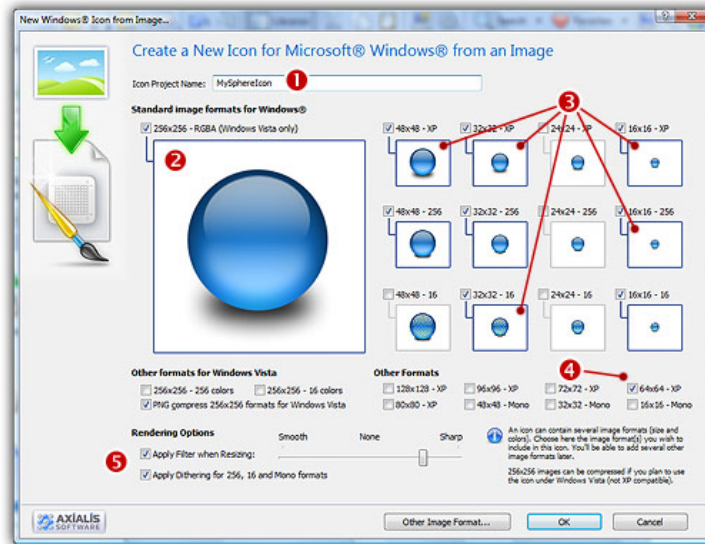 New Windows® Icon from Image...
Create a New Icon for Microsoft® Windows® from an Image
Icon Project Name: MySphereIcon 1
Standard image formats for Windows®
256x256 - RGBA (Windows Vista only)
2
3
48x48 - XP 32x32 - XP 24x24 - XP 16x16 - XP
48x48 - 256 32x32 - 256 24x24 - 256 16x16 - 256
48x48 - 16 32x32 - 16 24x24 - 16 16x16 - 16
Other formats for Windows Vista
256x256 - 256 colors 256x256 - 16 colors
PNG compress 256x256 formats for Windows Vista
Other Formats
4
128x128 - XP 96x96 - XP 72x72 - XP 64x64 - XP
80x80 - XP 48x48 - Mono 32x32 - Mono 16x16 - Mono
Rendering Options
Smooth None Sharp
5
Apply Filter when Resizing:
Apply Dithering for 256, 16 and Mono formats
An icon can contain several image formats (size and
colors). Choose here the image format(s) you wish to
include in this icon. You'll be able to add several other
image formats later.
256x256 images can be compressed if you plan to use
the icon under Windows Vista (not XP compatible).
AXIALIS
SOFTWARE
Other Image Format...
OK
Cancel